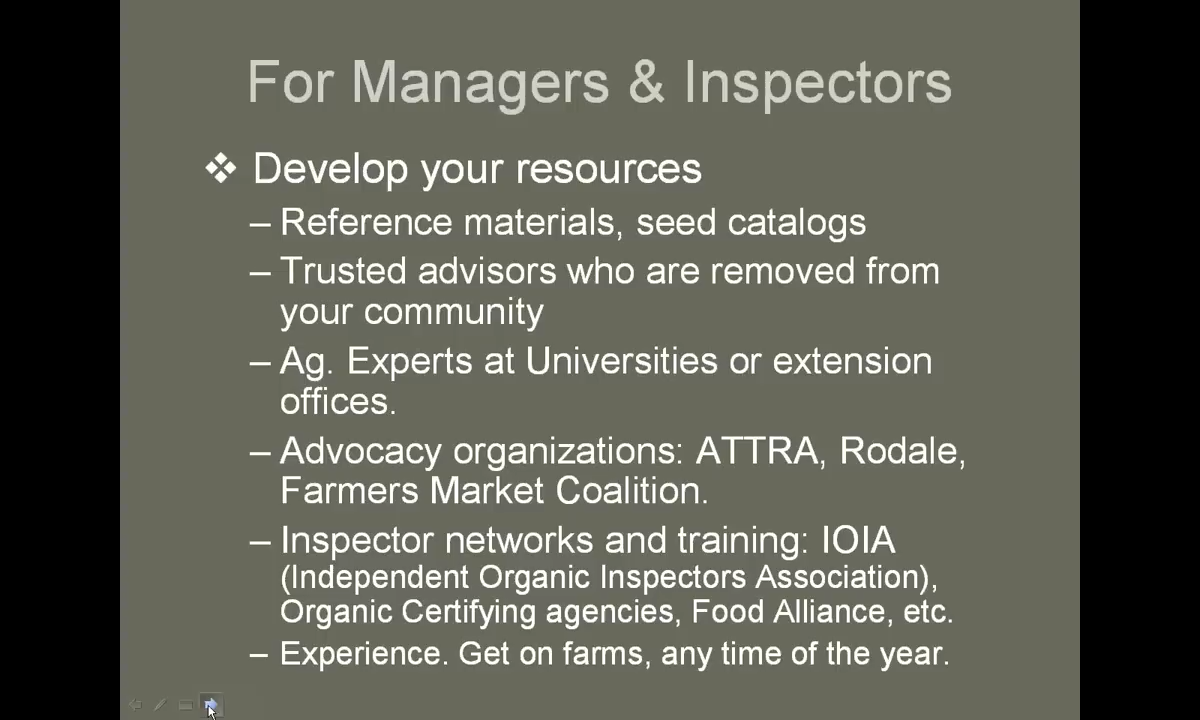 For Managers & Inspectors
❖ Develop your resources
– Reference materials, seed catalogs
– Trusted advisors who are removed from
your community
– Ag. Experts at Universities or extension
offices.
– Advocacy organizations: ATTRA, Rodale,
Farmers Market Coalition.
– Inspector networks and training: IOIA
(Independent Organic Inspectors Association),
Organic Certifying agencies, Food Alliance, etc.
– Experience. Get on farms, any time of the year.